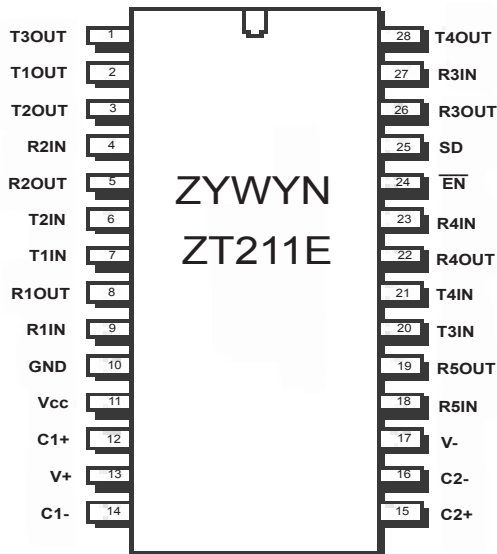 T3OUT 1 28 T4OUT
T1OUT 2 27 R3IN
T2OUT 3 26 R3OUT
R2IN 4 25 SD
R2OUT 5 24 E̅N̅
T2IN 6 23 R4IN
T1IN 7 22 R4OUT
R1OUT 8 21 T4IN
R1IN 9 20 T3IN
GND 10 19 R5OUT
Vcc 11 18 R5IN
C1+ 12 17 V-
V+ 13 16 C2-
C1- 14 15 C2+
ZYWYN
ZT211E